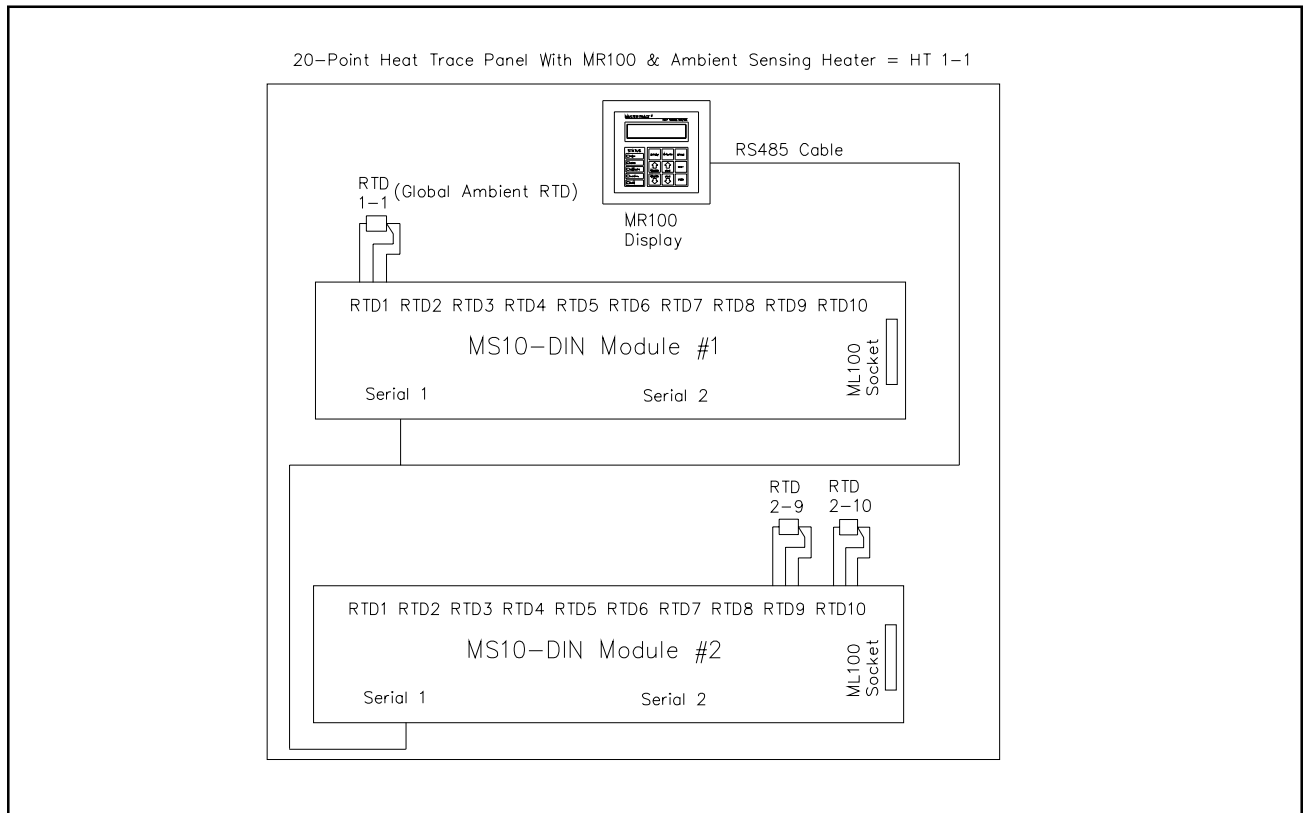 20-Point Heat Trace Panel With MR100 & Ambient Sensing Heater = HT 1-1
RS485 Cable
RTD
1-1
(Global Ambient RTD)
MR100
Display
RTD1 RTD2 RTD3 RTD4 RTD5 RTD6 RTD7 RTD8 RTD9 RTD10
MS10-DIN Module #1
ML100
Socket
Serial 1
Serial 2
RTD
2-9
RTD
2-10
RTD1 RTD2 RTD3 RTD4 RTD5 RTD6 RTD7 RTD8 RTD9 RTD10
MS10-DIN Module #2
ML100
Socket
Serial 1
Serial 2